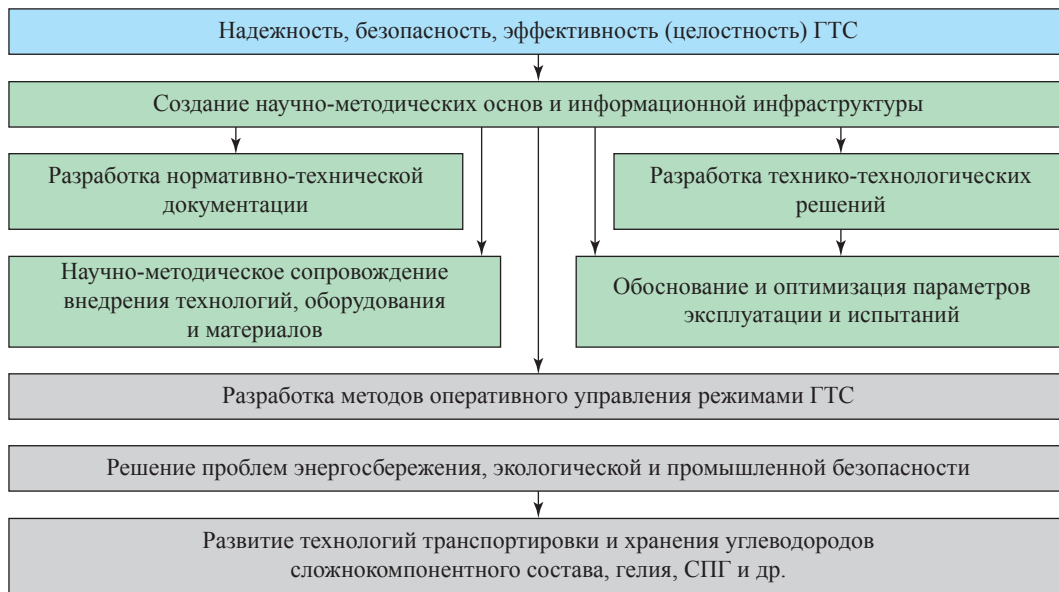 Надежность, безопасность, эффективность (целостность) ГТС
Создание научно-методических основ и информационной инфраструктуры
Разработка нормативно-технической
документации
Разработка технико-технологических
решений
Научно-методическое сопровождение
внедрения технологий, оборудования
и материалов
Обоснование и оптимизация параметров
эксплуатации и испытаний
Разработка методов оперативного управления режимами ГТС
Решение проблем энергосбережения, экологической и промышленной безопасности
Развитие технологий транспортировки и хранения углеводородов
сложнокомпонентного состава, гелия, СПГ и др.